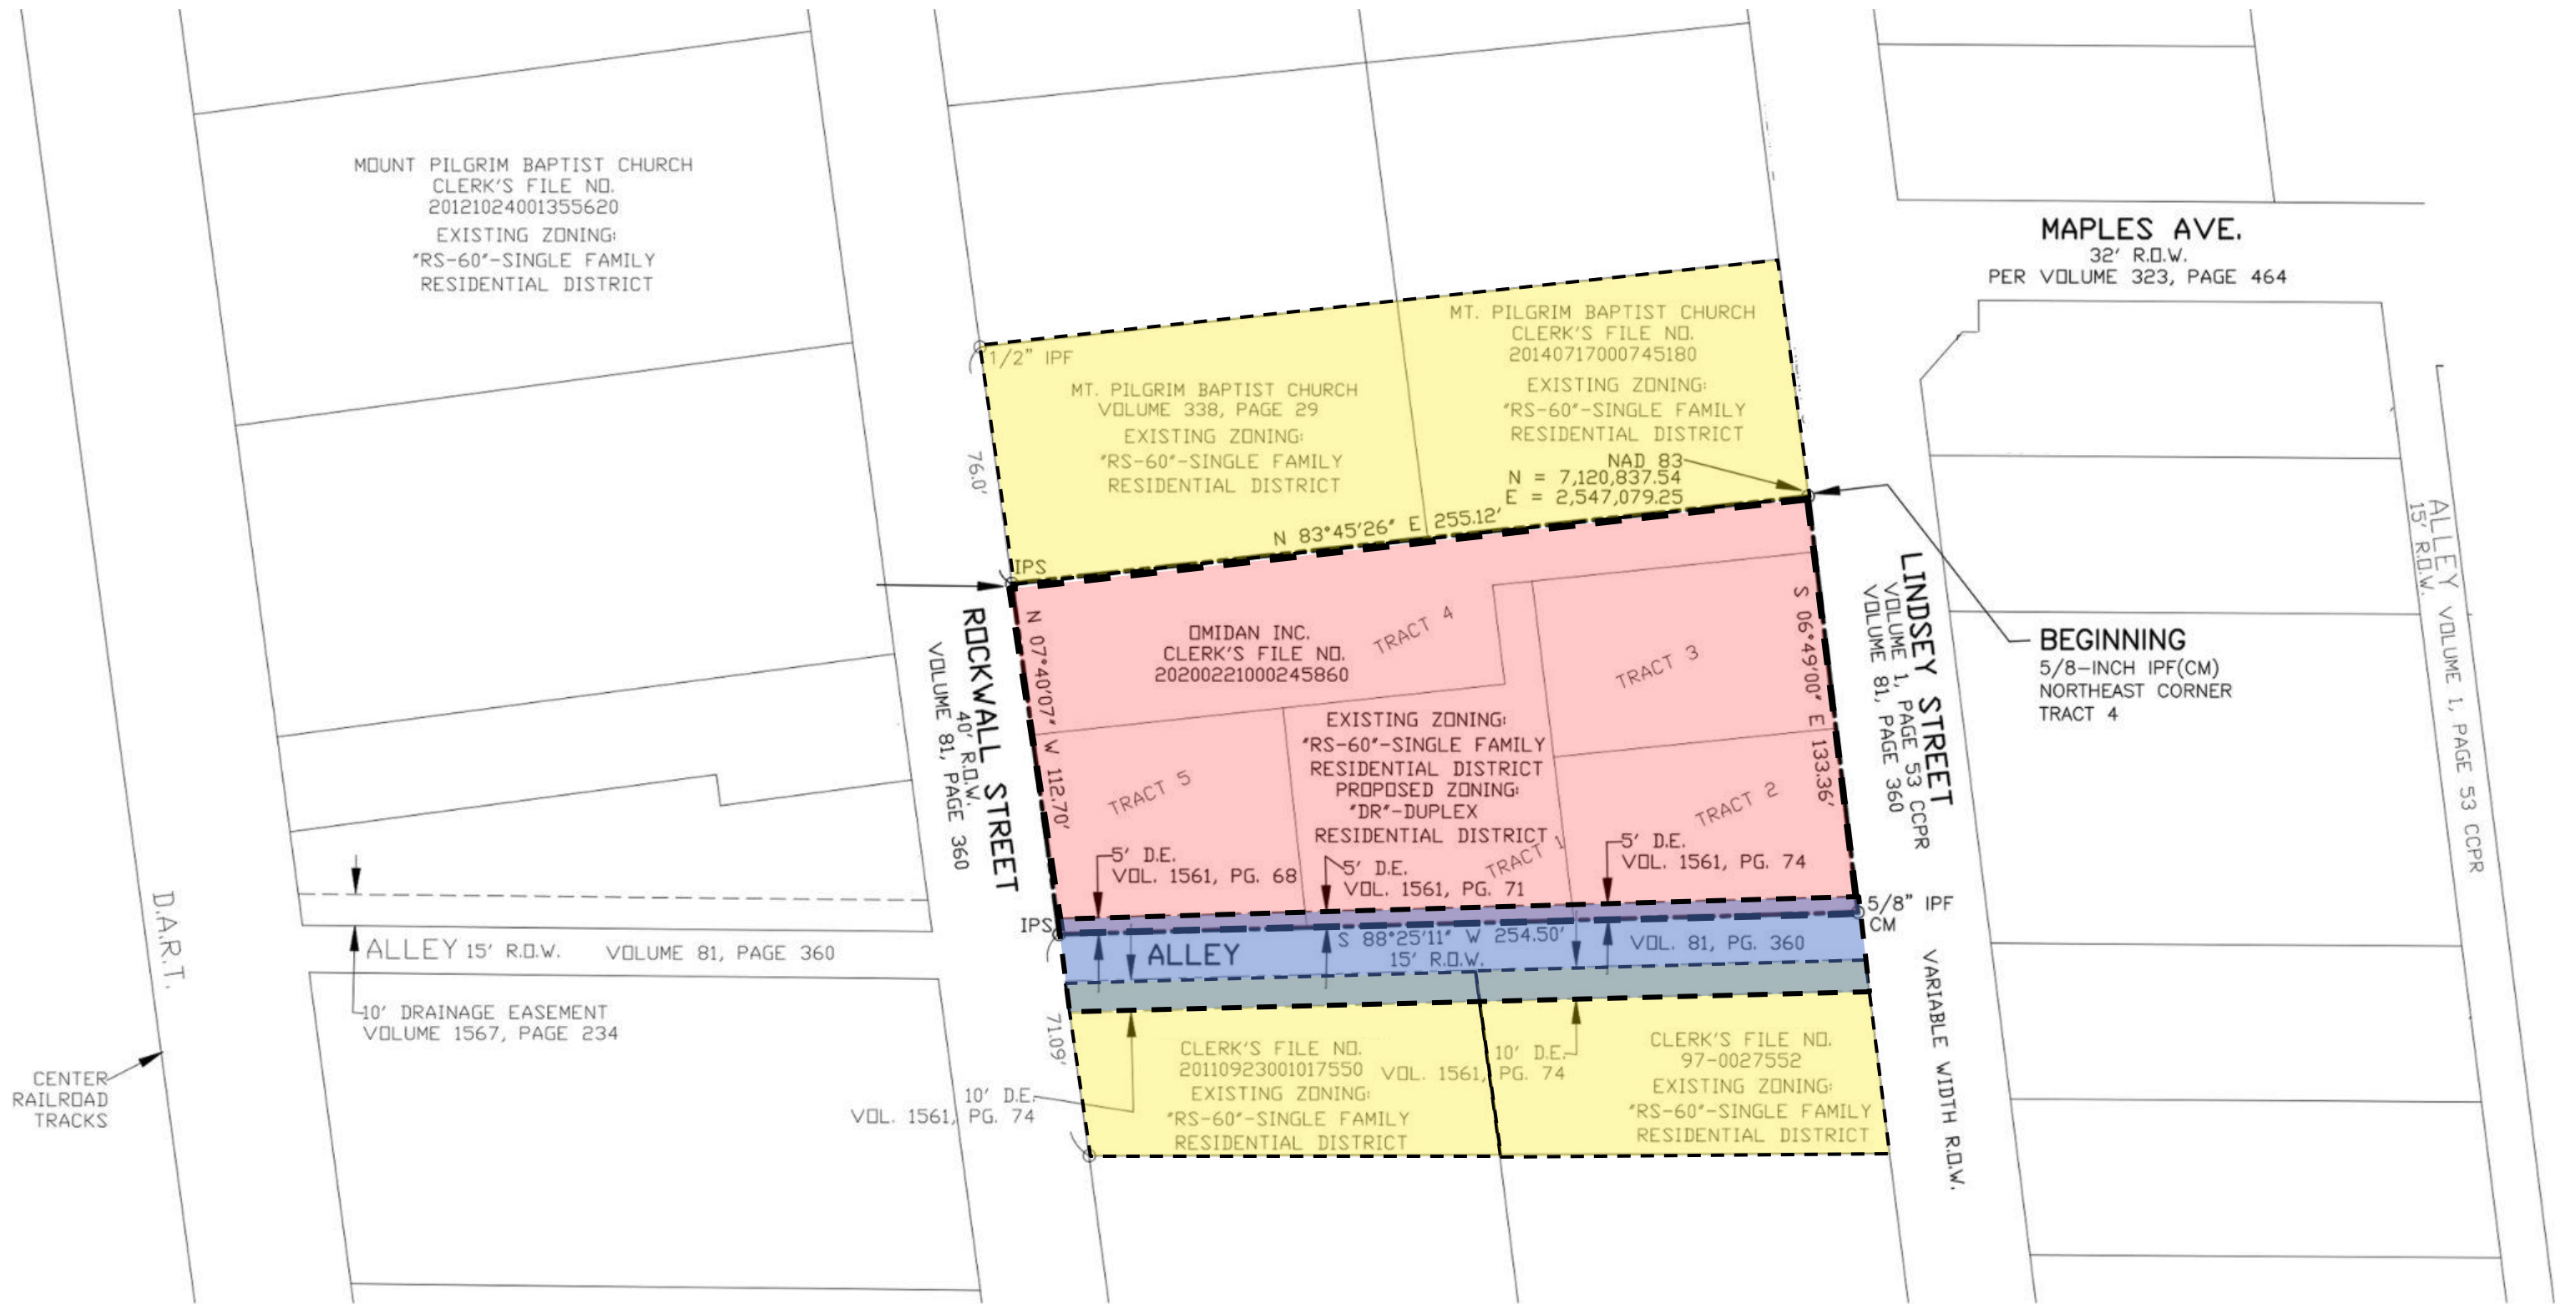 MOUNT PILGRIM BAPTIST CHURCH
CLERK'S FILE NO.
20121024001355620
EXISTING ZONING:
"RS-60"-SINGLE FAMILY
RESIDENTIAL DISTRICT
MAPLES AVE.
32' R.O.W.
PER VOLUME 323, PAGE 464
1/2" IPF
MT. PILGRIM BAPTIST CHURCH
VOLUME 338, PAGE 29
EXISTING ZONING:
"RS-60"-SINGLE FAMILY
RESIDENTIAL DISTRICT
MT. PILGRIM BAPTIST CHURCH
CLERK'S FILE NO.
20140717000745180
EXISTING ZONING:
"RS-60"-SINGLE FAMILY
RESIDENTIAL DISTRICT
NAD 83
N = 7,120,837.54
E = 2,547,079.25
76.0'
N 83°45'26" E 255.12'
IPS
N 07°40'07" W 112.70'
OMIDAN INC.
CLERK'S FILE NO.
20200221000245860
TRACT 4
TRACT 3
S 06°49'00" E 133.36'
ROCKWALL STREET
40' R.O.W.
VOLUME 81, PAGE 360
LINDSEY STREET
VOLUME 1, PAGE 53 CCPR
VOLUME 81, PAGE 360
BEGINNING
5/8-INCH IPF(CM)
NORTHEAST CORNER
TRACT 4
ALLEY VOLUME 1, PAGE 53 CCPR
15' R.O.W.
EXISTING ZONING:
"RS-60"-SINGLE FAMILY
RESIDENTIAL DISTRICT
PROPOSED ZONING:
"DR"-DUPLEX
RESIDENTIAL DISTRICT
TRACT 5
TRACT 2
TRACT 1
5' D.E.
VOL. 1561, PG. 68
5' D.E.
VOL. 1561, PG. 71
5' D.E.
VOL. 1561, PG. 74
IPS
5/8" IPF
CM
D.A.R.T.
ALLEY 15' R.O.W. VOLUME 81, PAGE 360
ALLEY
S 88°25'11" W 254.50'
15' R.O.W.
VOL. 81, PG. 360
VARIABLE WIDTH R.O.W.
10' DRAINAGE EASEMENT
VOLUME 1567, PAGE 234
71.09'
CENTER
RAILROAD
TRACKS
10' D.E.
VOL. 1561, PG. 74
CLERK'S FILE NO.
20110923001017550
EXISTING ZONING:
"RS-60"-SINGLE FAMILY
RESIDENTIAL DISTRICT
10' D.E.
VOL. 1561, PG. 74
CLERK'S FILE NO.
97-0027552
EXISTING ZONING:
"RS-60"-SINGLE FAMILY
RESIDENTIAL DISTRICT